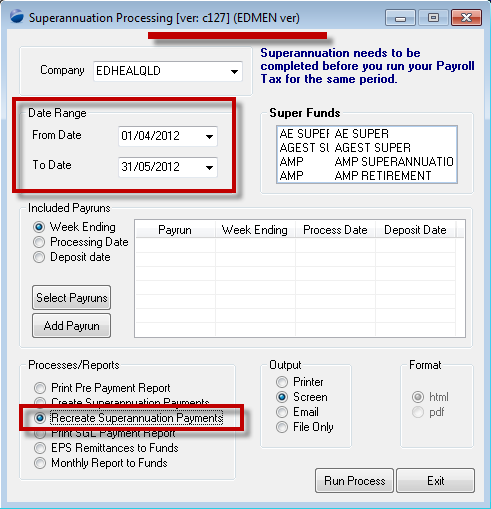 Superannuation Processing [ver: c127] (EDMEN ver)
Company EDHEALQLD
Superannuation needs to be
completed before you run your Payroll
Tax for the same period.
Date Range
From Date 01/04/2012
To Date 31/05/2012
Super Funds
AE SUPER AE SUPER
AGEST SU AGEST SUPER
AMP AMP SUPERANNUATIO
AMP AMP RETIREMENT
Included Payruns
Week Ending
Processing Date
Deposit date
Select Payruns
Add Payrun
Payrun Week Ending Process Date Deposit Date
Processes/Reports
Print Pre Payment Report
Create Superannuation Payments
Recreate Superannuation Payments
Print SGL Payment Report
EPS Remittances to Funds
Monthly Report to Funds
Output
Printer
Screen
Email
File Only
Format
html
pdf
Run Process
Exit